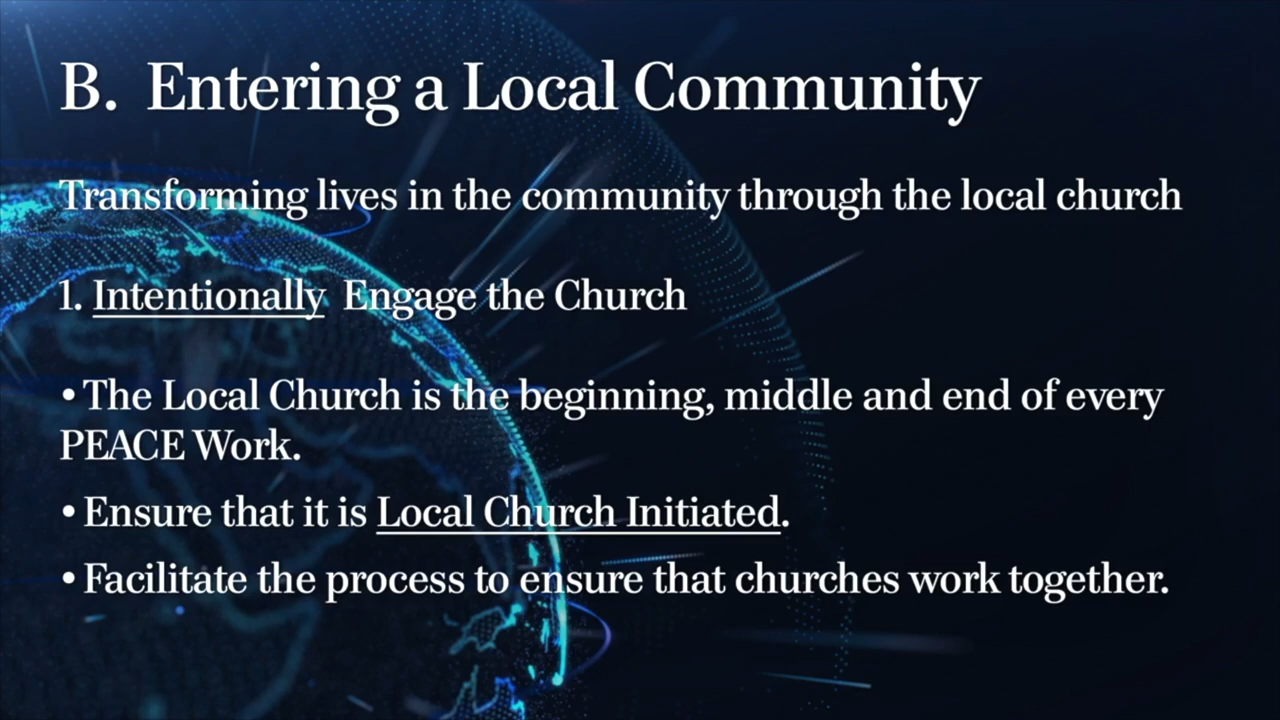 B. Entering a Local Community
Transforming lives in the community through the local church
1. Intentionally Engage the Church
• The Local Church is the beginning, middle and end of every
PEACE Work.
• Ensure that it is Local Church Initiated.
• Facilitate the process to ensure that churches work together.